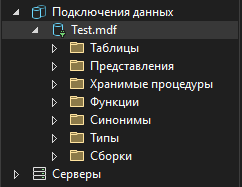 Подключения данных
Test.mdf
Таблицы
Представления
Хранимые процедуры
Функции
Синонимы
Типы
Сборки
Серверы